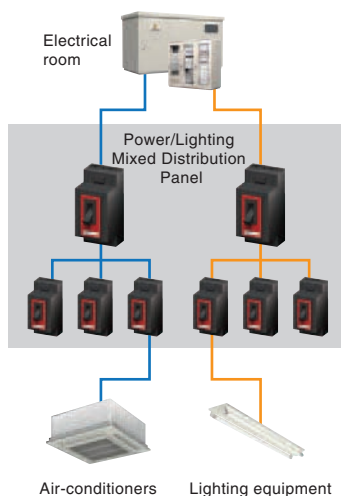 Electrical
room
Power/Lighting
Mixed Distribution
Panel
Air-conditioners
Lighting equipment